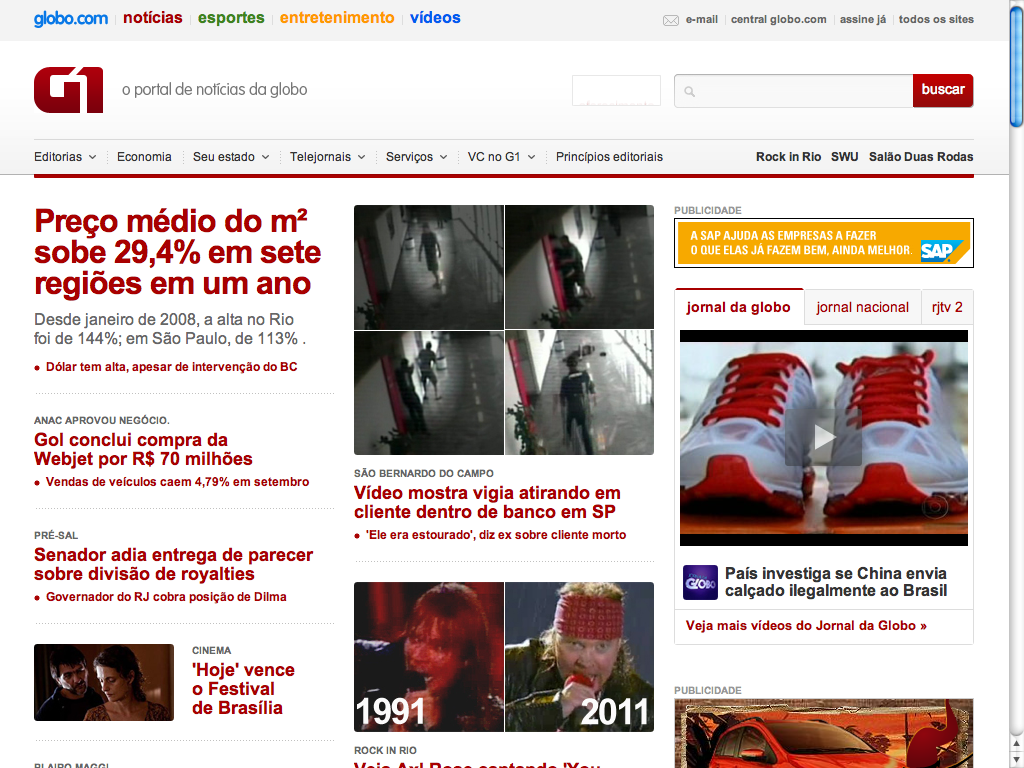 globo.com notícias esportes entretenimento vídeos
e-mail central globo.com assine já todos os sites
G1
o portal de notícias da globo
buscar
Editorias Economia Seu estado Telejornais Serviços VC no G1 Princípios editoriais
Rock in Rio SWU Salão Duas Rodas
Preço médio do m²
sobe 29,4% em sete
regiões em um ano
Desde janeiro de 2008, a alta no Rio
foi de 144%; em São Paulo, de 113% .
• Dólar tem alta, apesar de intervenção do BC
ANAC APROVOU NEGÓCIO.
Gol conclui compra da
Webjet por R$ 70 milhões
• Vendas de veículos caem 4,79% em setembro
PRÉ-SAL
Senador adia entrega de parecer
sobre divisão de royalties
• Governador do RJ cobra posição de Dilma
CINEMA
'Hoje' vence
o Festival
de Brasília
BLAIRO MAGGI
SÃO BERNARDO DO CAMPO
Vídeo mostra vigia atirando em
cliente dentro de banco em SP
• 'Ele era estourado', diz ex sobre cliente morto
1991
2011
ROCK IN RIO
Veja Axl Rose cantando 'You
PUBLICIDADE
A SAP AJUDA AS EMPRESAS A FAZER
O QUE ELAS JÁ FAZEM BEM, AINDA MELHOR.
SAP
jornal da globo jornal nacional rjtv 2
GLOBO
País investiga se China envia
calçado ilegalmente ao Brasil
Veja mais vídeos do Jornal da Globo »
PUBLICIDADE